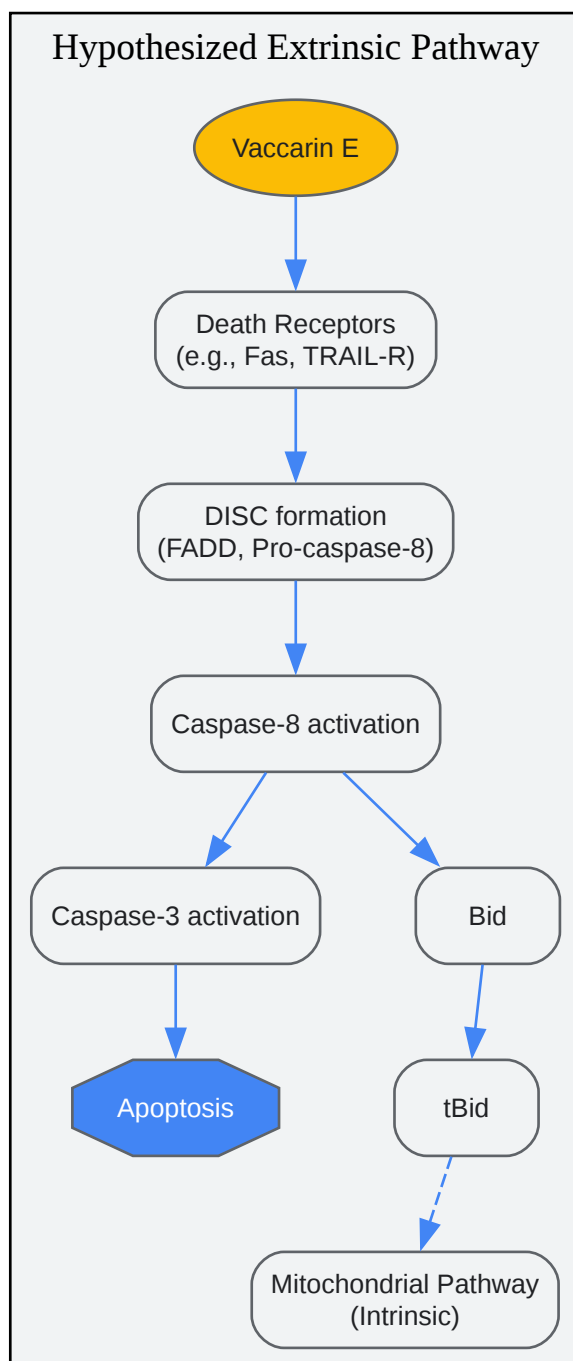 Hypothesized Extrinsic Pathway
Vaccarin E
Death Receptors
(e.g., Fas, TRAIL-R)
DISC formation
(FADD, Pro-caspase-8)
Caspase-8 activation
Caspase-3 activation
Bid
Apoptosis
tBid
Mitochondrial Pathway
(Intrinsic)